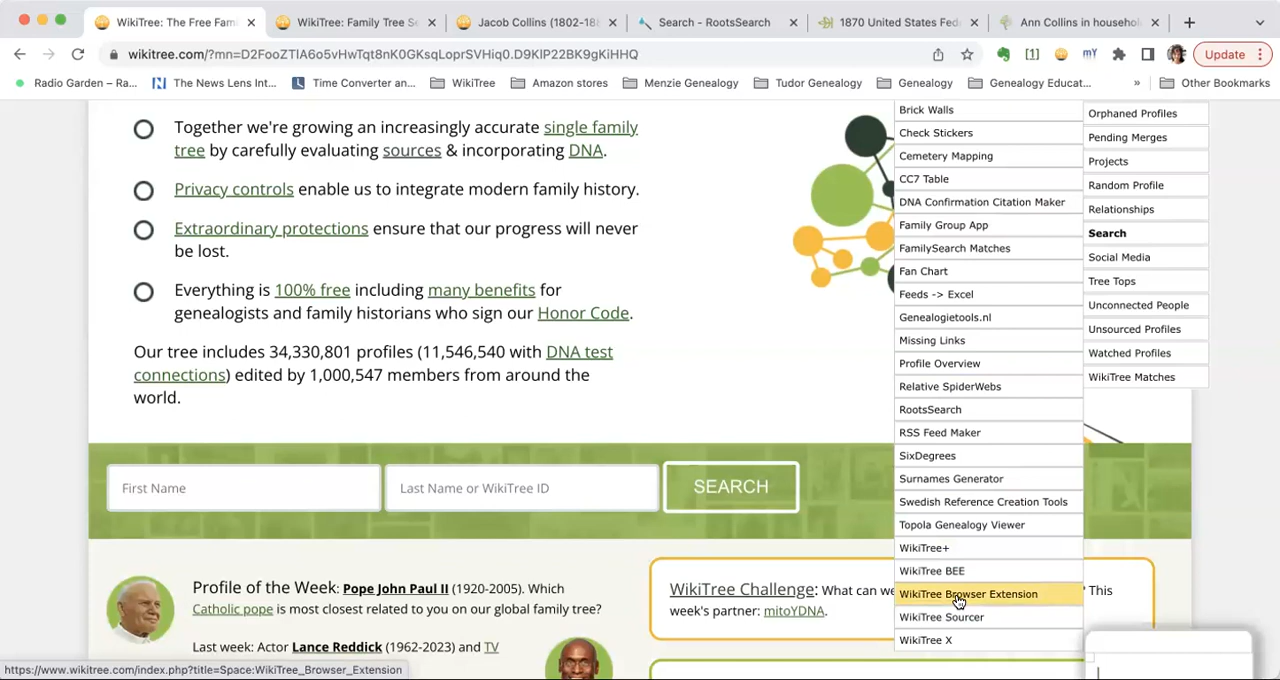 WikiTree: The Free Fam
WikiTree: Family Tree S
Jacob Collins (1802-18
Search - RootsSearch
1870 United States Fed
Ann Collins in househol
wikitree.com/?mn=D2FooZTIA6o5vHwTqt8nK0GKsqLoprSVHiq0.D9KlP22BK9gKiHHQ
[1]
mY
Update
Radio Garden – Ra...
The News Lens Int...
Time Converter an...
WikiTree
Amazon stores
Menzie Genealogy
Tudor Genealogy
Genealogy
Genealogy Educat...
»
Other Bookmarks
Together we're growing an increasingly accurate single family
tree by carefully evaluating sources & incorporating DNA.
Privacy controls enable us to integrate modern family history.
Extraordinary protections ensure that our progress will never
be lost.
Everything is 100% free including many benefits for
genealogists and family historians who sign our Honor Code.
Our tree includes 34,330,801 profiles (11,546,540 with DNA test
connections) edited by 1,000,547 members from around the
world.
Brick Walls
Check Stickers
Cemetery Mapping
CC7 Table
DNA Confirmation Citation Maker
Family Group App
FamilySearch Matches
Fan Chart
Feeds -> Excel
Genealogietools.nl
Missing Links
Profile Overview
Relative SpiderWebs
RootsSearch
RSS Feed Maker
SixDegrees
Surnames Generator
Swedish Reference Creation Tools
Topola Genealogy Viewer
WikiTree+
WikiTree BEE
WikiTree Browser Extension
WikiTree Sourcer
WikiTree X
Orphaned Profiles
Pending Merges
Projects
Random Profile
Relationships
Search
Social Media
Tree Tops
Unconnected People
Unsourced Profiles
Watched Profiles
WikiTree Matches
First Name
Last Name or WikiTree ID
SEARCH
Profile of the Week: Pope John Paul II (1920-2005). Which
Catholic pope is most closest related to you on our global family tree?
Last week: Actor Lance Reddick (1962-2023) and TV
WikiTree Challenge: What can we
This
week's partner: mitoYDNA.
https://www.wikitree.com/index.php?title=Space:WikiTree_Browser_Extension